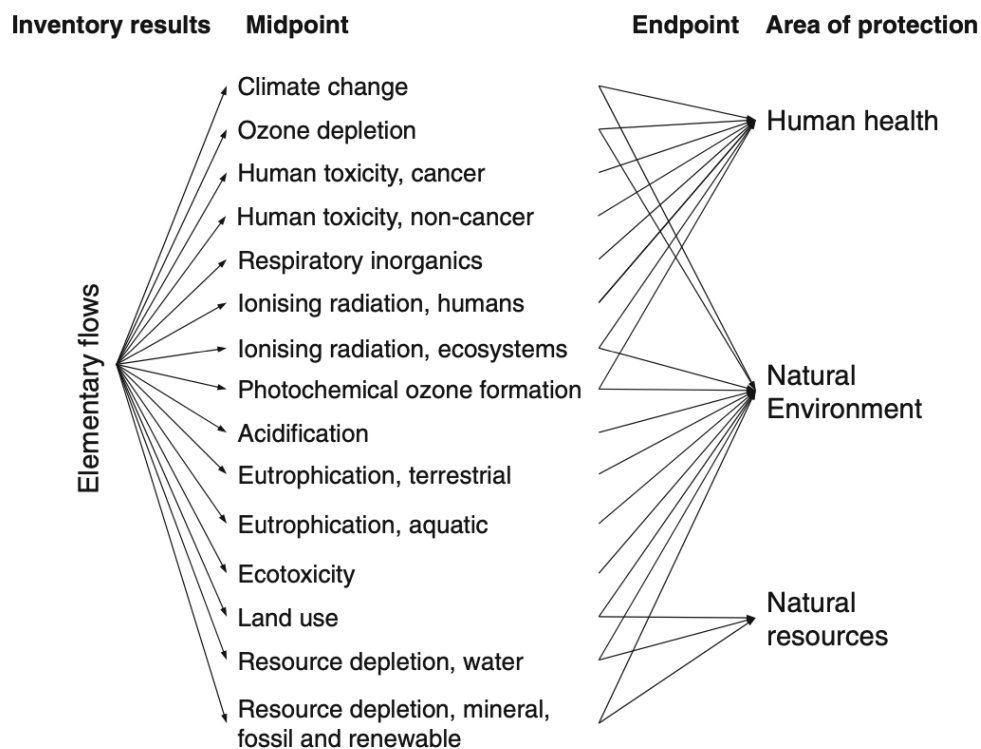 Inventory results Midpoint Endpoint Area of protection
Elementary flows
Climate change
Ozone depletion
Human toxicity, cancer
Human toxicity, non-cancer
Respiratory inorganics
Ionising radiation, humans
Ionising radiation, ecosystems
Photochemical ozone formation
Acidification
Eutrophication, terrestrial
Eutrophication, aquatic
Ecotoxicity
Land use
Resource depletion, water
Resource depletion, mineral,
fossil and renewable
Human health
Natural
Environment
Natural
resources